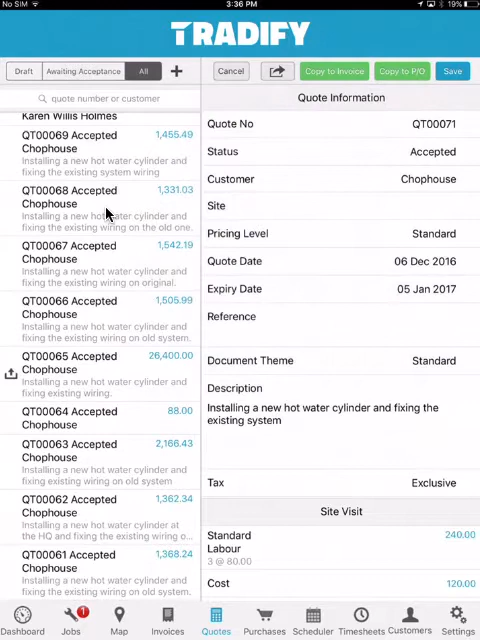 No SIM
3:36 PM
19%
TRADIFY
Draft
Awaiting Acceptance
All
+
Cancel
Copy to Invoice
Copy to P/O
Save
quote number or customer
Karen Willis Holmes
QT00069 Accepted 1,455.49
Chophouse
Installing a new hot water cylinder and
fixing the existing system wiring
QT00068 Accepted 1,331.03
Chophouse
Installing a new hot water cylinder and
fixing the existing wiring on the old one.
QT00067 Accepted 1,542.19
Chophouse
Installing a new hot water cylinder and
fixing the existing wiring on original.
QT00066 Accepted 1,505.99
Chophouse
Installing a new hot water cylinder and
fixing the existing wiring on old system.
QT00065 Accepted 26,400.00
Chophouse
Installing a new hot water cylinder and
fixing existing wiring.
QT00064 Accepted 88.00
Chophouse
QT00063 Accepted 2,166.43
Chophouse
Installing a new hot water cylinder and
fixing the existing wiring on old system
QT00062 Accepted 1,362.34
Chophouse
Installing a new hot water cylinder at
the HQ and fixing the existing wiring o...
QT00061 Accepted 1,368.24
Chophouse
Installing a new hot water cylinder and
fixing the existing wiring on old system.
Quote Information
Quote No QT00071
Status Accepted
Customer Chophouse
Site
Pricing Level Standard
Quote Date 06 Dec 2016
Expiry Date 05 Jan 2017
Reference
Document Theme Standard
Description
Installing a new hot water cylinder and fixing the
existing system
Tax Exclusive
Site Visit
Standard 240.00
Labour
3 @ 80.00
Cost 120.00
Dashboard
Jobs
1
Map
Invoices
Quotes
Purchases
Scheduler
Timesheets
Customers
Settings